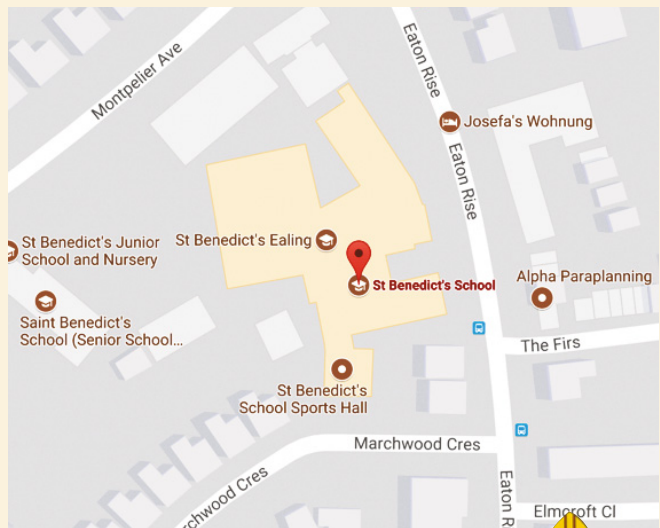 Montpelier Ave
Eaton Rise
Josefa's Wohnung
Eaton Rise
St Benedict's Junior
School and Nursery
St Benedict's Ealing
St Benedict's School
Alpha Paraplanning
Saint Benedict's
School (Senior School...
The Firs
St Benedict's
School Sports Hall
Marchwood Cres
Eaton R
Elmcroft Cl
rchwood Cres